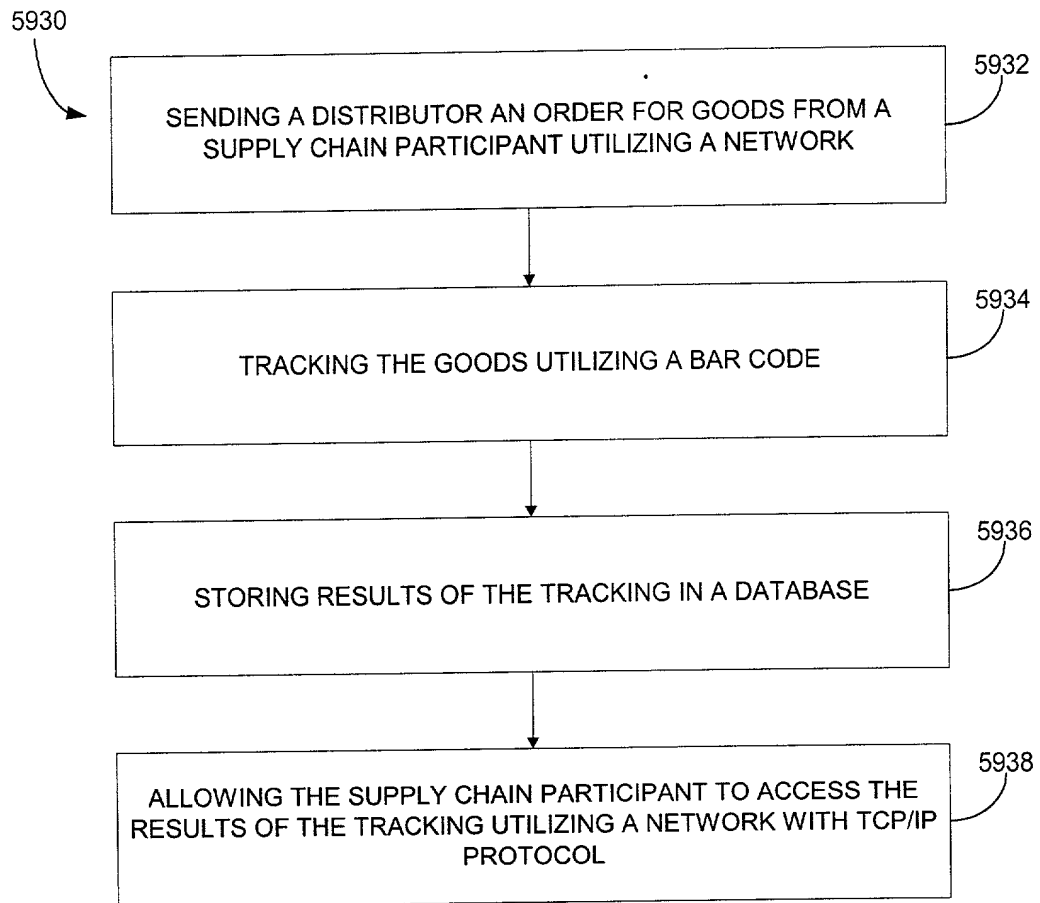 5930
5932
SENDING A DISTRIBUTOR AN ORDER FOR GOODS FROM A
SUPPLY CHAIN PARTICIPANT UTILIZING A NETWORK
5934
TRACKING THE GOODS UTILIZING A BAR CODE
5936
STORING RESULTS OF THE TRACKING IN A DATABASE
5938
ALLOWING THE SUPPLY CHAIN PARTICIPANT TO ACCESS THE
RESULTS OF THE TRACKING UTILIZING A NETWORK WITH TCP/IP
PROTOCOL